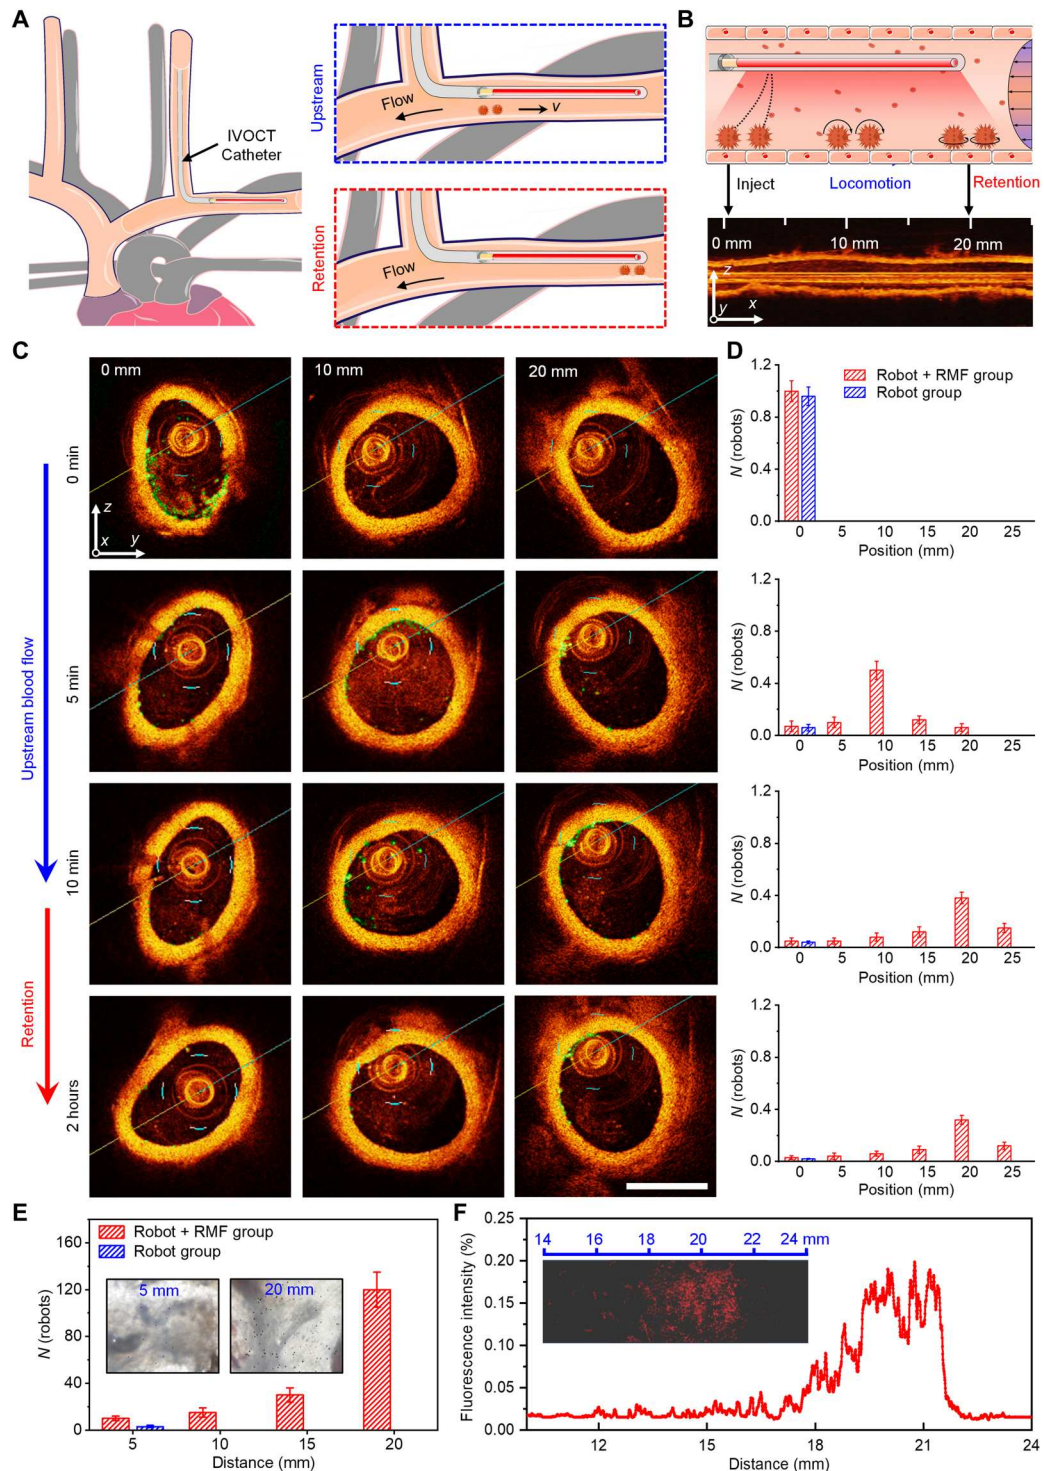 A
IVOCT
Catheter
Upstream
Flow
v
Retention
Flow
B
Inject
Locomotion
Retention
0 mm
10 mm
20 mm
z
y
x
C
0 mm
10 mm
20 mm
Upstream blood flow
Retention
0 min
5 min
10 min
2 hours
z
x
y
D
1.2
0.8
0.4
0.0
N (robots)
Robot + RMF group
Robot group
0 5 10 15 20 25
Position (mm)
1.2
0.8
0.4
0.0
N (robots)
0 5 10 15 20 25
Position (mm)
1.2
0.8
0.4
0.0
N (robots)
0 5 10 15 20 25
Position (mm)
1.2
0.8
0.4
0.0
N (robots)
0 5 10 15 20 25
Position (mm)
E
160
120
80
40
0
N (robots)
Robot + RMF group
Robot group
5 mm
20 mm
5 10 15 20
Distance (mm)
F
0.25
0.20
0.15
0.10
0.05
0.00
Fluorescence intensity (%)
14 16 18 20 22 24 mm
12 15 18 21 24
Distance (mm)